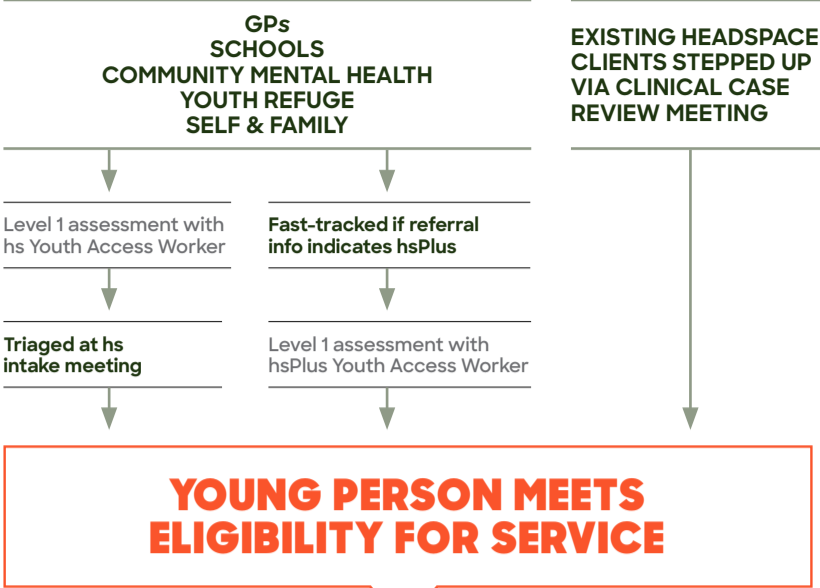 GPs
SCHOOLS
COMMUNITY MENTAL HEALTH
YOUTH REFUGE
SELF & FAMILY
EXISTING HEADSPACE
CLIENTS STEPPED UP
VIA CLINICAL CASE
REVIEW MEETING
Level 1 assessment with
hs Youth Access Worker
Fast-tracked if referral
info indicates hsPlus
Triaged at hs
intake meeting
Level 1 assessment with
hsPlus Youth Access Worker
YOUNG PERSON MEETS
ELIGIBILITY FOR SERVICE